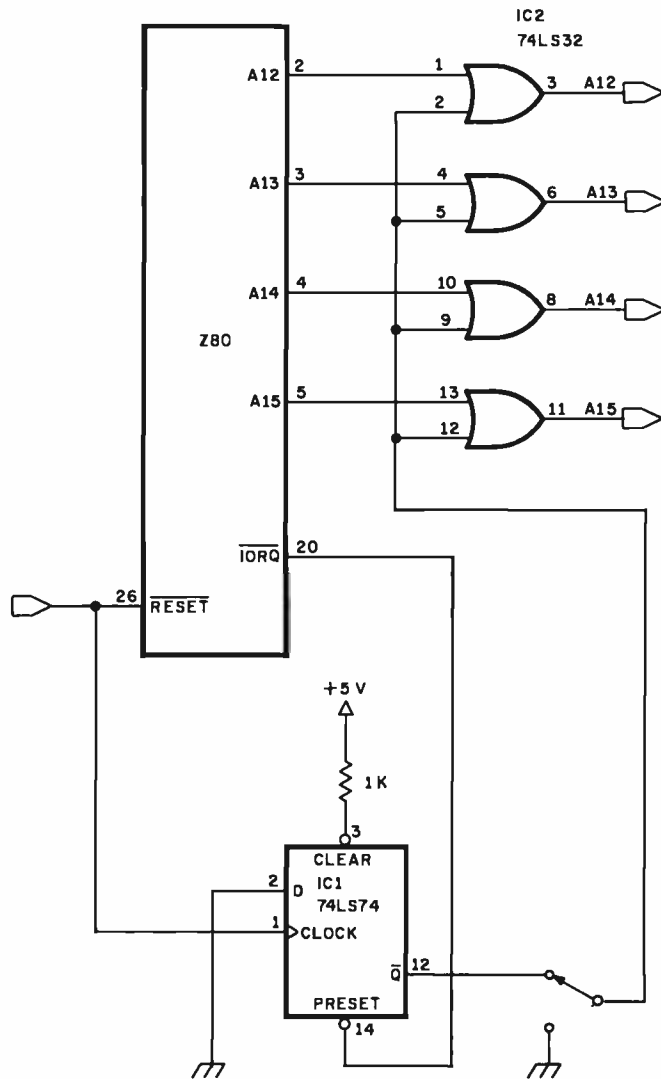 IC2
74LS32
A12
2
1
2
3
A12
A13
3
4
5
6
A13
A14
4
10
9
8
A14
Z80
A15
5
13
12
11
A15
IORQ
20
26
RESET
+5 V
1K
3
CLEAR
2
D
IC1
74LS74
1
CLOCK
Q
12
PRESET
14